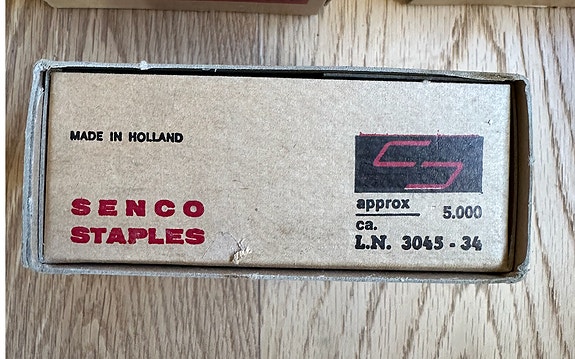 MADE IN HOLLAND
SENCO
STAPLES
approx
ca.
5.000
L.N. 3045 - 34